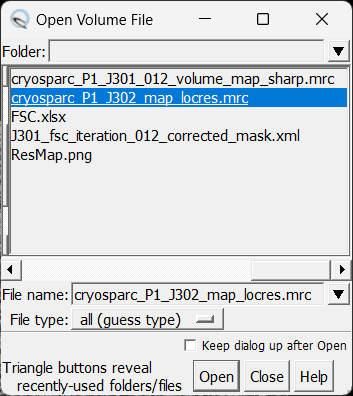 Open Volume File
Folder:
cryosparc_P1_J301_012_volume_map_sharp.mrc
cryosparc_P1_J302_map_locres.mrc
FSC.xlsx
J301_fsc_iteration_012_corrected_mask.xml
ResMap.png
File name: cryosparc_P1_J302_map_locres.mrc
File type: all (guess type)
Keep dialog up after Open
Triangle buttons reveal
recently-used folders/files
Open Close Help